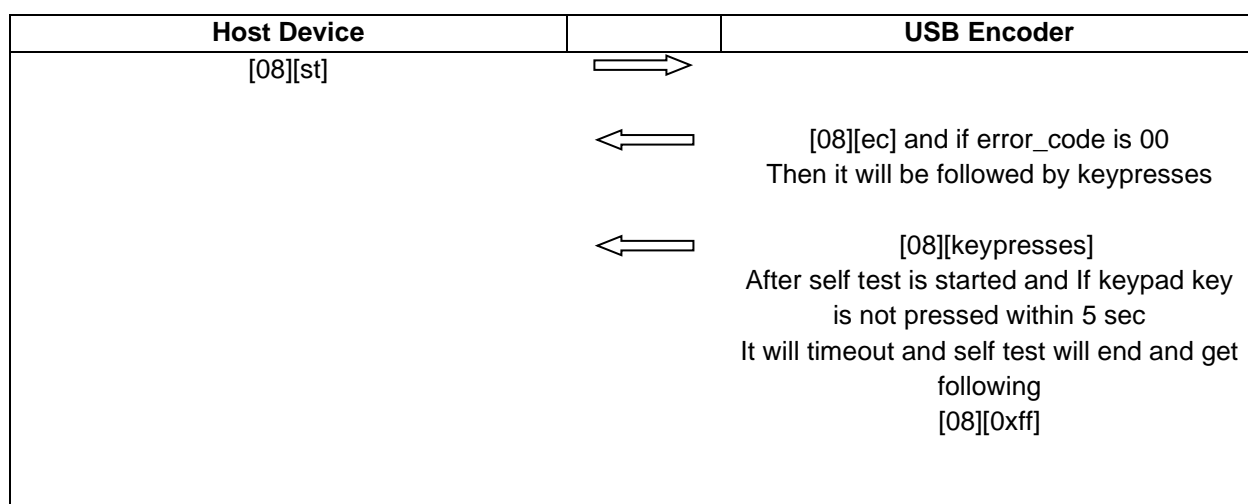 Host Device
USB Encoder
[08][st]
[08][ec] and if error_code is 00
Then it will be followed by keypresses
[08][keypresses]
After self test is started and If keypad key
is not pressed within 5 sec
It will timeout and self test will end and get
following
[08][0xff]